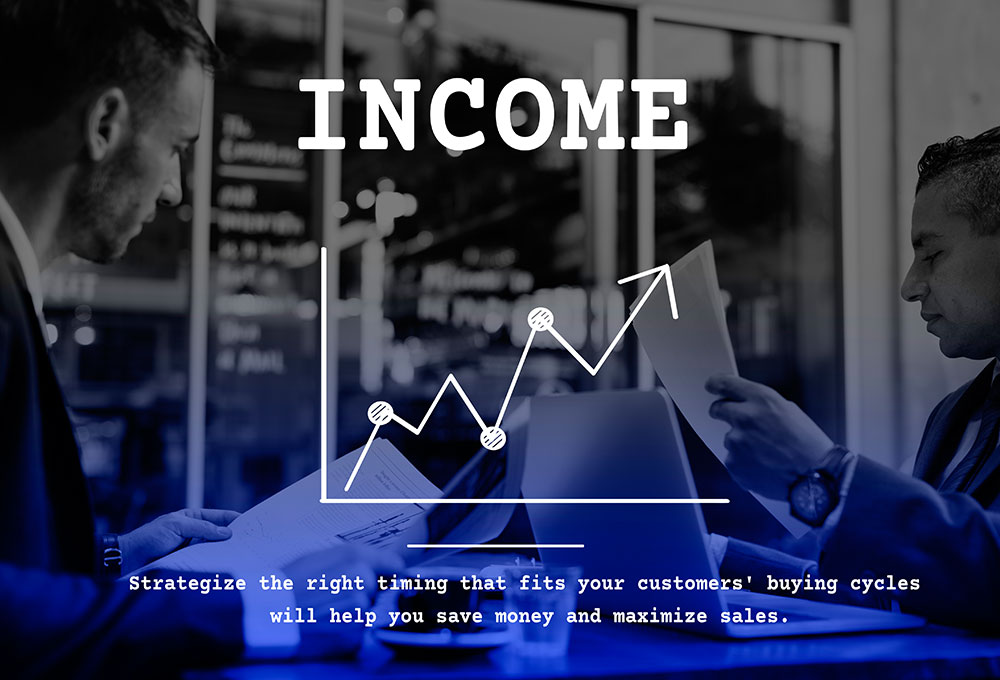 INCOME
Strategize the right timing that fits your customers' buying cycles
will help you save money and maximize sales.